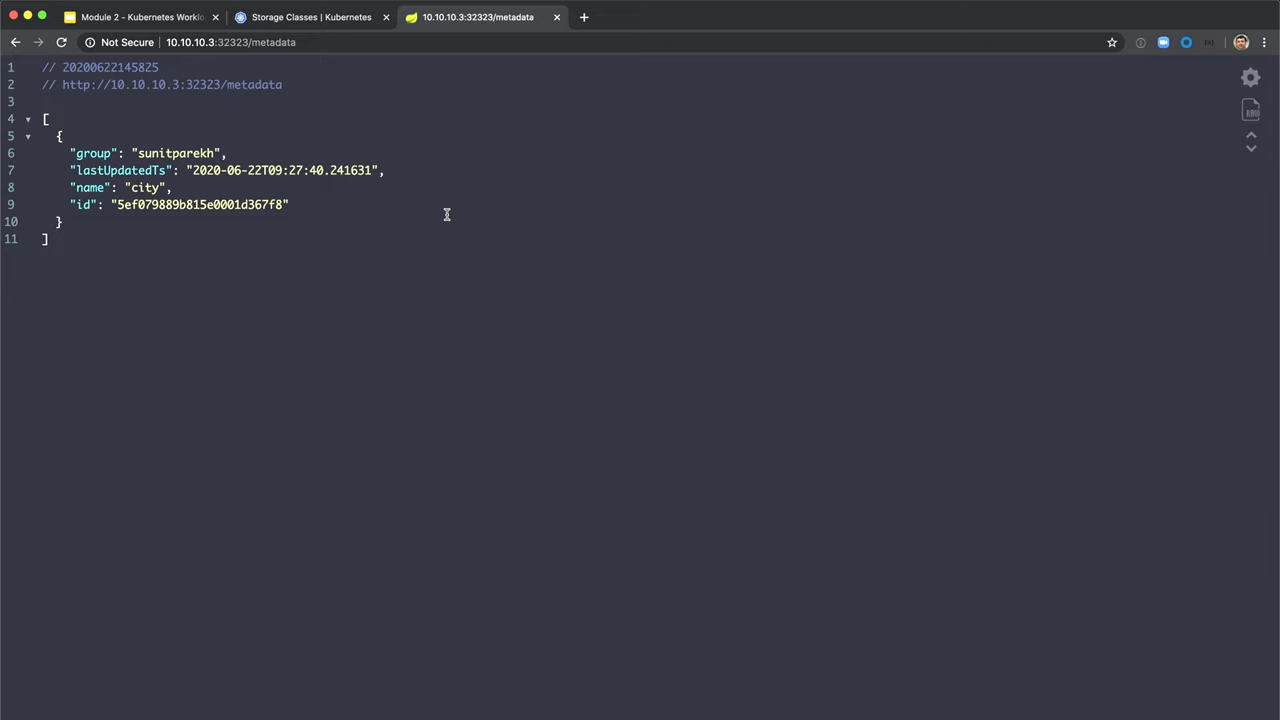 Module 2 - Kubernetes Worklo
Storage Classes | Kubernetes
10.10.10.3:32323/metadata
Not Secure
10.10.10.3:32323/metadata
1 // 20200622145825
2 // http://10.10.10.3:32323/metadata
3
4 [
5 {
6 "group": "sunitparekh",
7 "lastUpdatedTs": "2020-06-22T09:27:40.241631",
8 "name": "city",
9 "id": "5ef079889b815e0001d367f8"
10 }
11 ]
RAW